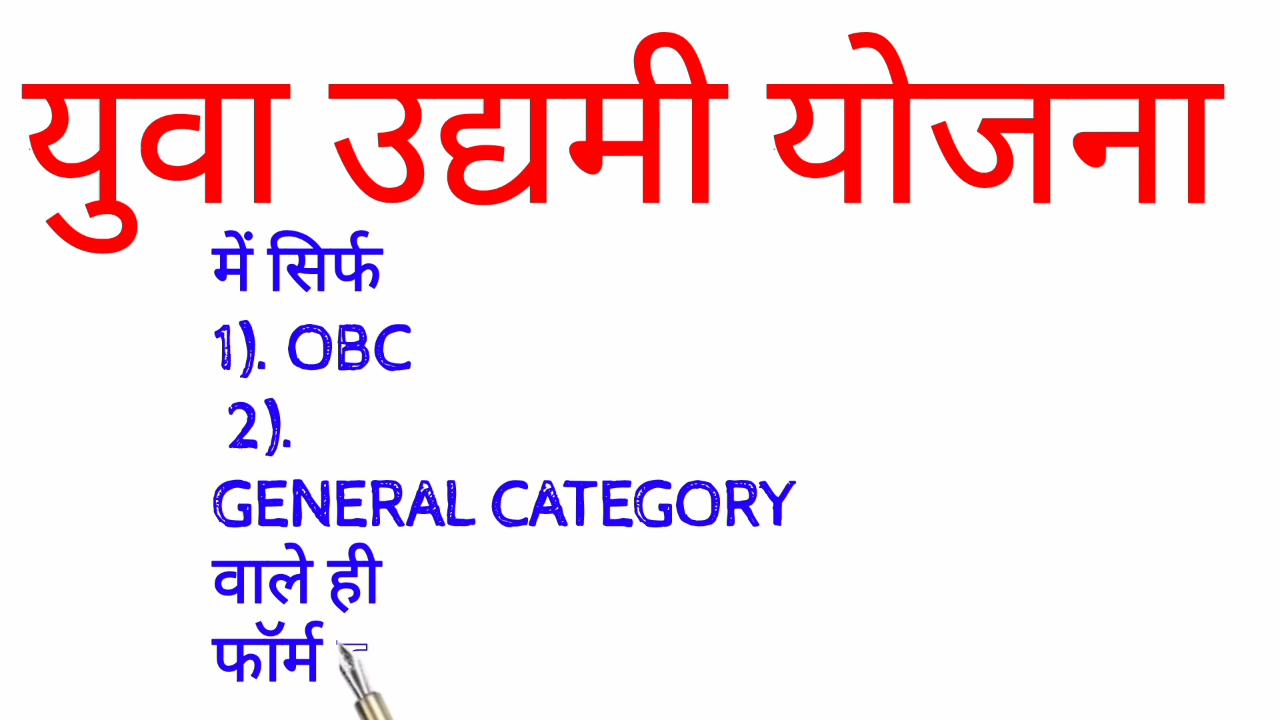 युवा उद्यमी योजना
में सिर्फ
1). OBC
2).
GENERAL CATEGORY
वाले ही
फॉर्म